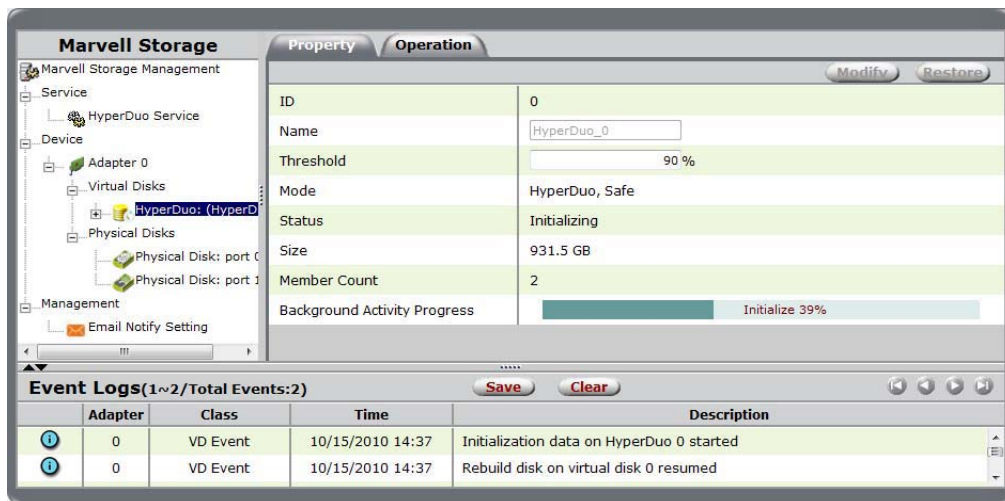 Marvell Storage
Property
Operation
Marvell Storage Management
Service
HyperDuo Service
Device
Adapter 0
Virtual Disks
HyperDuo: (HyperD
Physical Disks
Physical Disk: port 0
Physical Disk: port 1
Management
Email Notify Setting
Modify
Restore
ID 0
Name HyperDuo_0
Threshold 90 %
Mode HyperDuo, Safe
Status Initializing
Size 931.5 GB
Member Count 2
Background Activity Progress Initialize 39%
Event Logs(1~2/Total Events:2) Save Clear
Adapter Class Time Description
0 VD Event 10/15/2010 14:37 Initialization data on HyperDuo 0 started
0 VD Event 10/15/2010 14:37 Rebuild disk on virtual disk 0 resumed